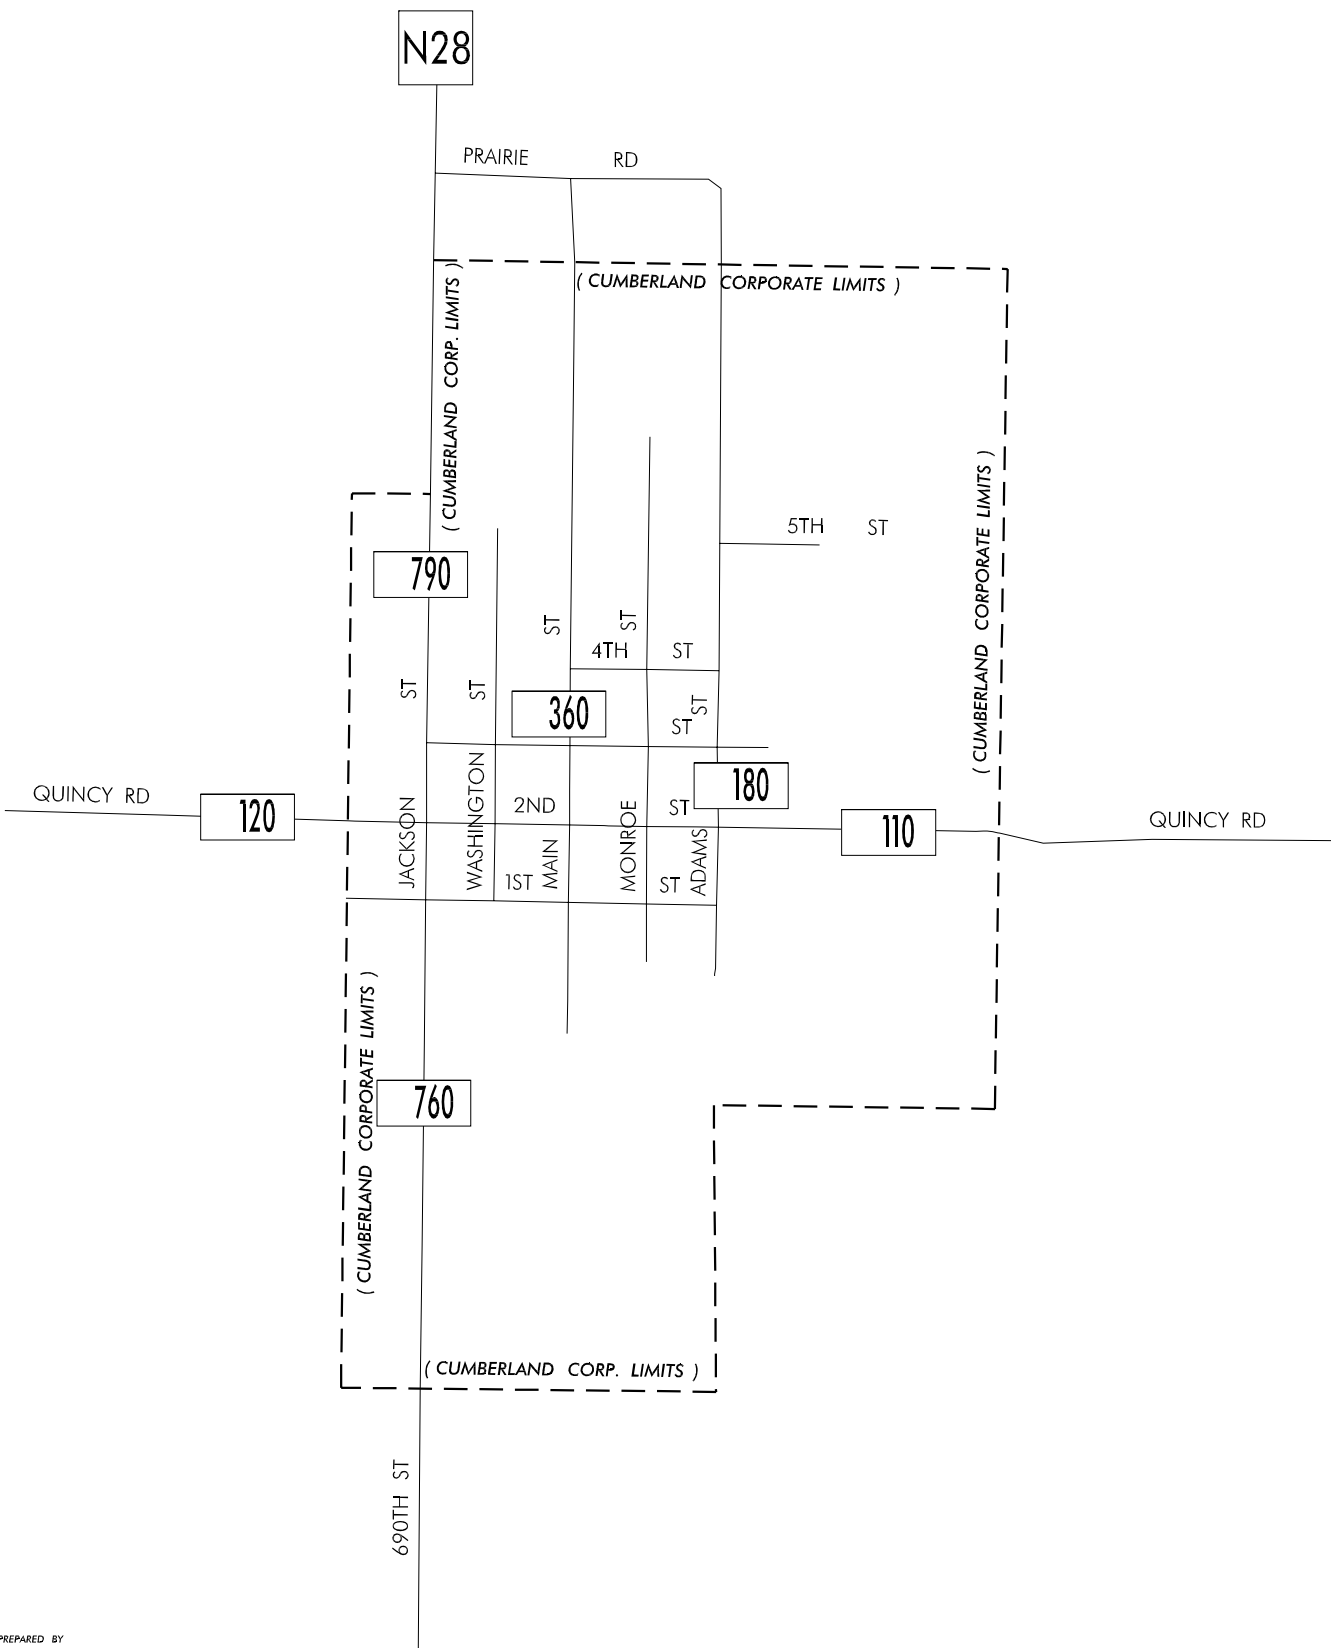 N28
PRAIRIE RD
( CUMBERLAND CORPORATE LIMITS )
( CUMBERLAND CORP. LIMITS )
( CUMBERLAND CORPORATE LIMITS )
5TH ST
790
ST
ST
4TH ST
ST
ST
ST
360
ST
180
QUINCY RD
120
2ND ST
110
QUINCY RD
JACKSON
WASHINGTON
MAIN
MONROE
ADAMS
1ST ST
( CUMBERLAND CORPORATE LIMITS )
760
( CUMBERLAND CORP. LIMITS )
690TH ST
PREPARED BY